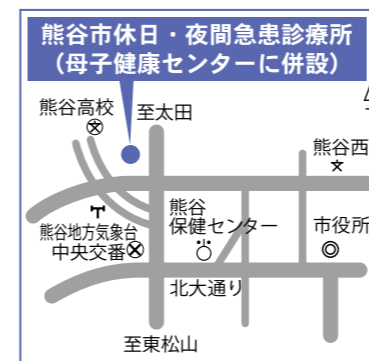 熊谷市休日・夜間急患診療所
（母子健康センターに併設）
熊谷高校
至太田
熊谷西
熊谷
保健センター
熊谷地方気象台
中央交番
市役所
北大通り
至東松山